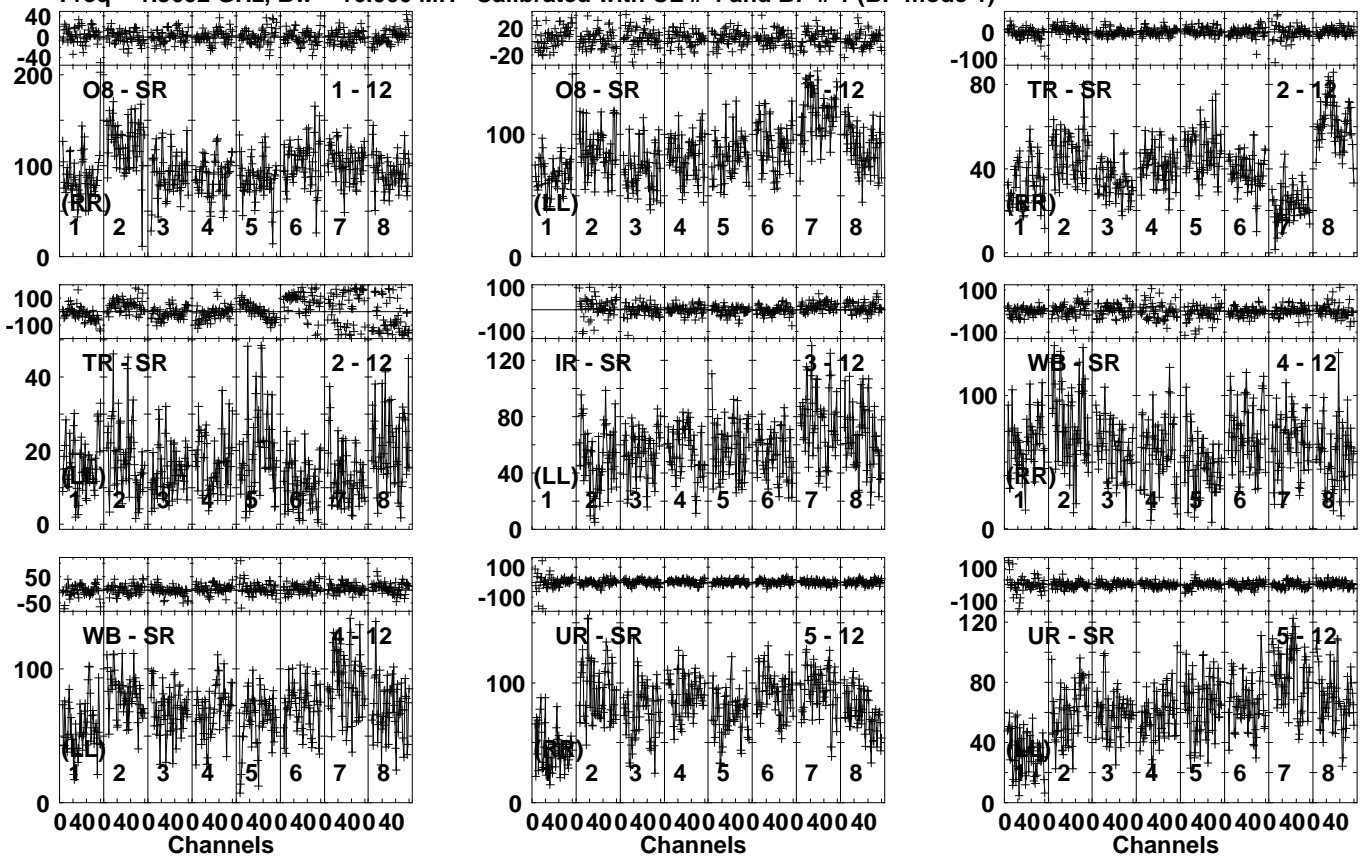 Freq GHz, Calibrated with and mode
40 0 -40 20 -20 0 -100
200 O8 - SR 1 - 12 O8 - SR - 12 80 TR - SR 2 - 12
100 100 40
(RR) (LL) (RR)
1 2 3 4 5 6 7 8 1 2 3 4 5 6 7 8 1 2 3 4 5 6 7 8
0 0 0
100 -100 100 -100 100 -100
40 TR - SR 2 - 12 120 IR - SR 3 - 12 WB - SR 4 - 12
20 80 40 100
(LL) (LL) (RR)
1 2 3 4 5 6 7 8 1 2 3 4 5 6 7 8 1 2 3 4 5 6 7 8
0 0 0
50 -50 100 -100 100 -100
WB - SR 4 - 12 UR - SR 5 - 12 120 UR - SR 5 - 12
100 100 80 40
(LL) (RR) (LL)
1 2 3 4 5 6 7 8 1 2 3 4 5 6 7 8 1 2 3 4 5 6 7 8
0 0 0
0 40 0 40 0 40 0 40 0 40 0 40 0 40 0 40 0 40 0 40 0 40 0 40 0 40 0 40 0 40 0 40 0 40 0 40 0 40 0 40 0 40 0 40 0 40 0 40
Channels Channels Channels